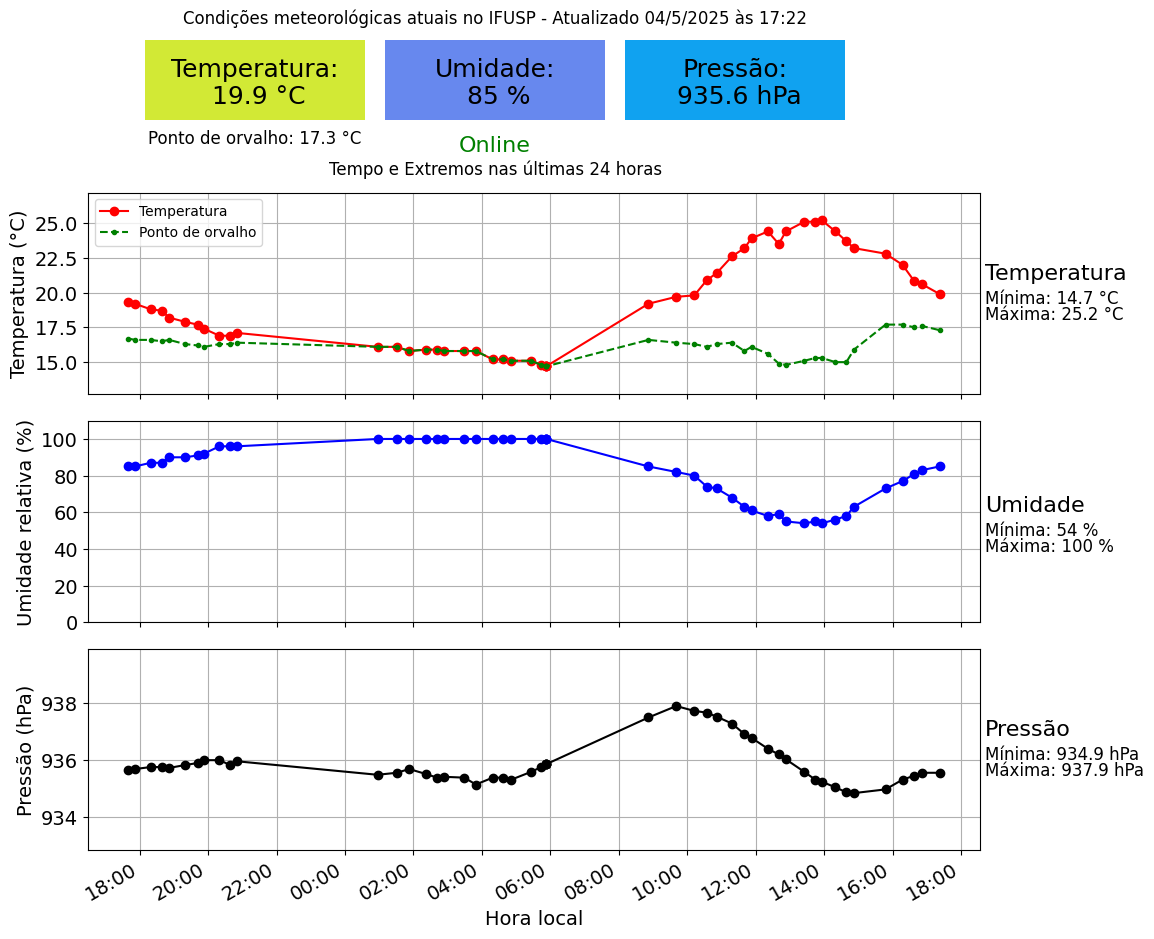 Condições meteorológicas atuais no IFUSP - Atualizado 04/5/2025 às 17:22
Temperatura:
19.9 °C
Umidade:
85 %
Pressão:
935.6 hPa
Ponto de orvalho: 17.3 °C
Online
Tempo e Extremos nas últimas 24 horas
Temperatura (°C)
25.0
22.5
20.0
17.5
15.0
Temperatura
Ponto de orvalho
Temperatura
Mínima: 14.7 °C
Máxima: 25.2 °C
Umidade relativa (%)
100
80
60
40
20
0
Umidade
Mínima: 54 %
Máxima: 100 %
Pressão (hPa)
938
936
934
Pressão
Mínima: 934.9 hPa
Máxima: 937.9 hPa
18:00 20:00 22:00 00:00 02:00 04:00 06:00 08:00 10:00 12:00 14:00 16:00 18:00
Hora local